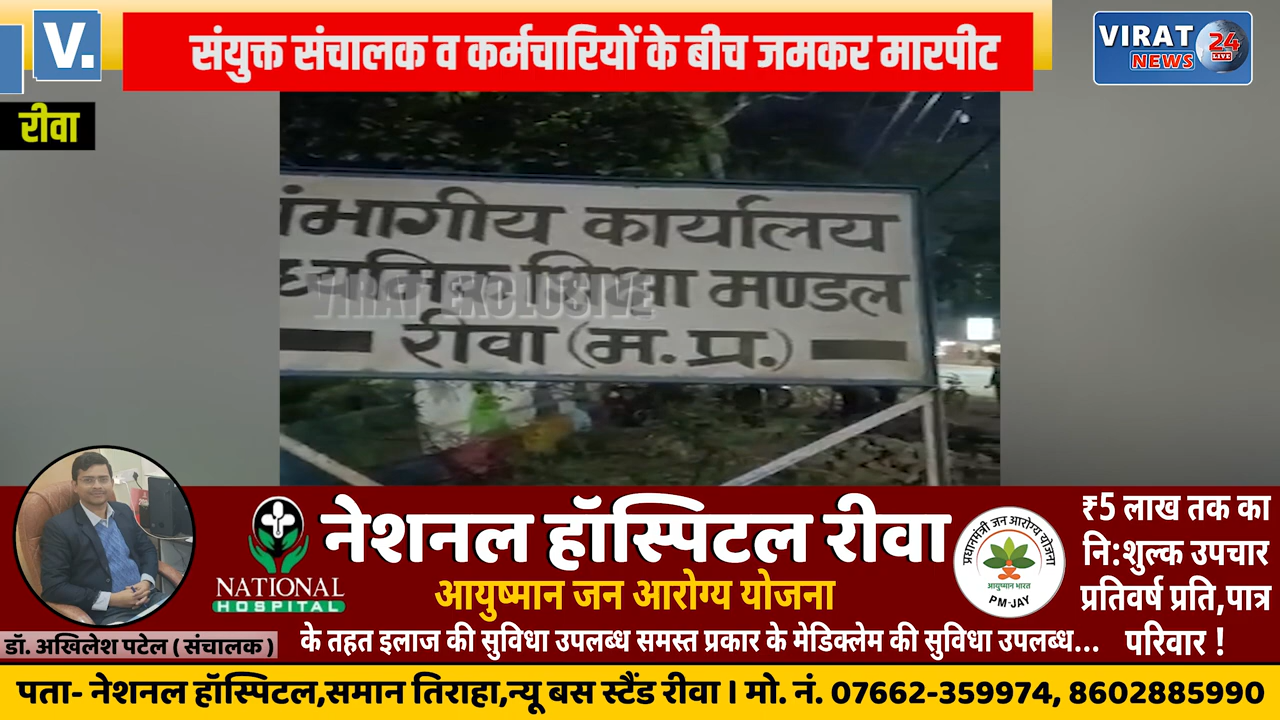 V.
संयुक्त संचालक व कर्मचारियों के बीच जमकर मारपीट
VIRAT 24
NEWS LIVE
रीवा
ंभागीय कार्यालय
ध्यमिक शिक्षा मण्डल
VIRAT EXCLUSIVE
रीवा (म. प्र.)
नेशनल हॉस्पिटल रीवा
NATIONAL
HOSPITAL
आयुष्मान जन आरोग्य योजना
के तहत इलाज की सुविधा उपलब्ध समस्त प्रकार के मेडिक्लेम की सुविधा उपलब्ध...
प्रधानमंत्री जन आरोग्य योजना
आयुष्मान भारत
PM-JAY
₹5 लाख तक का
नि:शुल्क उपचार
प्रतिवर्ष प्रति,पात्र
परिवार !
डॉ. अखिलेश पटेल ( संचालक )
पता- नेशनल हॉस्पिटल,समान तिराहा,न्यू बस स्टैंड रीवा । मो. नं. 07662-359974, 8602885990